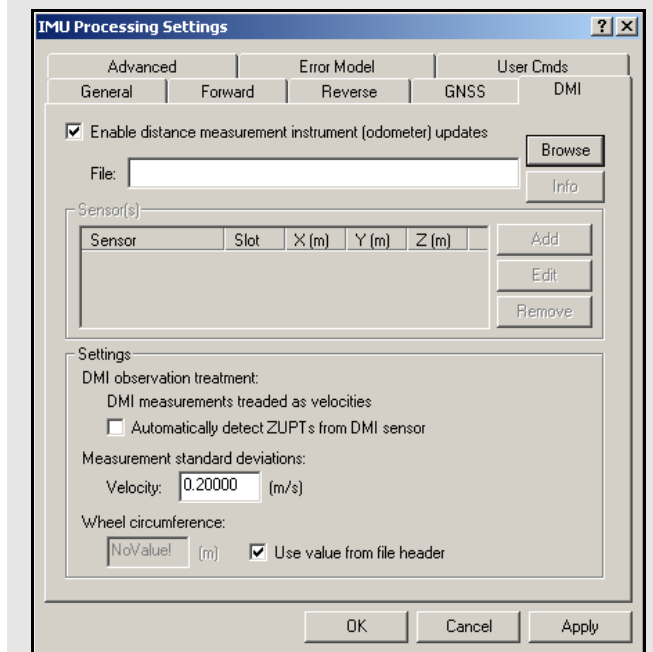 IMU Processing Settings
Advanced Error Model User Cmds
General Forward Reverse GNSS DMI
Enable distance measurement instrument (odometer) updates
Browse
File:
Info
Sensor(s)
Sensor Slot X (m) Y (m) Z (m)
Add
Edit
Remove
Settings
DMI observation treatment:
DMI measurements treaded as velocities
Automatically detect ZUPTs from DMI sensor
Measurement standard deviations:
Velocity: 0.20000 (m/s)
Wheel circumference:
NoValue! (m) Use value from file header
OK Cancel Apply